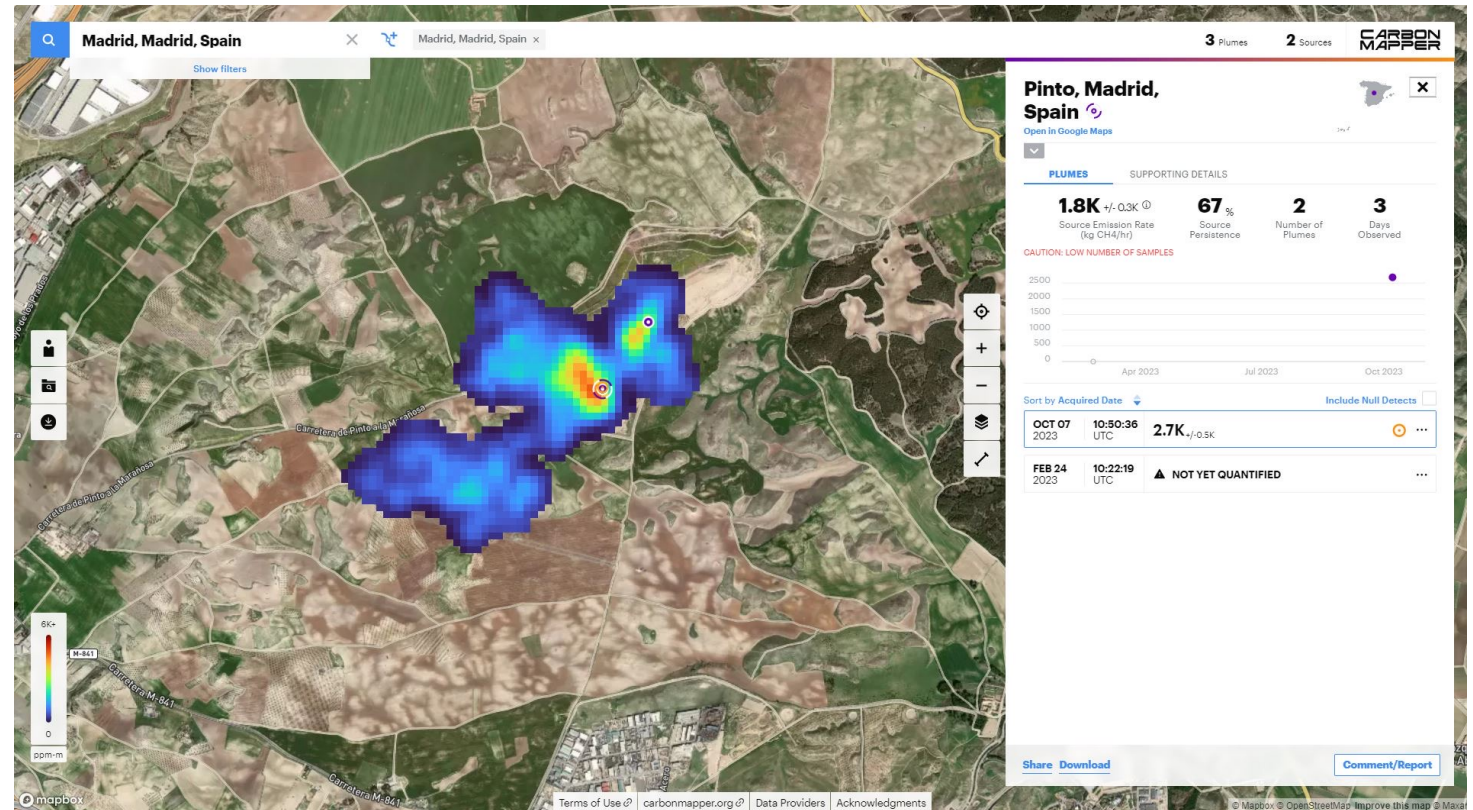 Madrid, Madrid, Spain
Madrid, Madrid, Spain ×
3 Plumes
2 Sources
CARBON
MAPPER
Show filters
Pinto, Madrid,
Spain
Open in Google Maps
PLUMES
SUPPORTING DETAILS
1.8K +/- 0.3K
Source Emission Rate
(kg CH4/hr)
67 %
Source
Persistence
2
Number of
Plumes
3
Days
Observed
CAUTION: LOW NUMBER OF SAMPLES
2500
2000
1500
1000
500
0
Apr 2023
Jul 2023
Oct 2023
Sort by Acquired Date
Include Null Detects
OCT 07
2023
10:50:36
UTC
2.7K +/-0.5K
FEB 24
2023
10:22:19
UTC
NOT YET QUANTIFIED
Share
Download
Comment/Report
Carretera de Pinto a la Marañosa
Carretera de Pinto a la Marañosa
M-841
Carretera M-841
Carretera M-841
Acero
6K+
0
ppm-m
mapbox
Terms of Use
carbonmapper.org
Data Providers
Acknowledgments
© Mapbox © OpenStreetMap Improve this map © Maxar